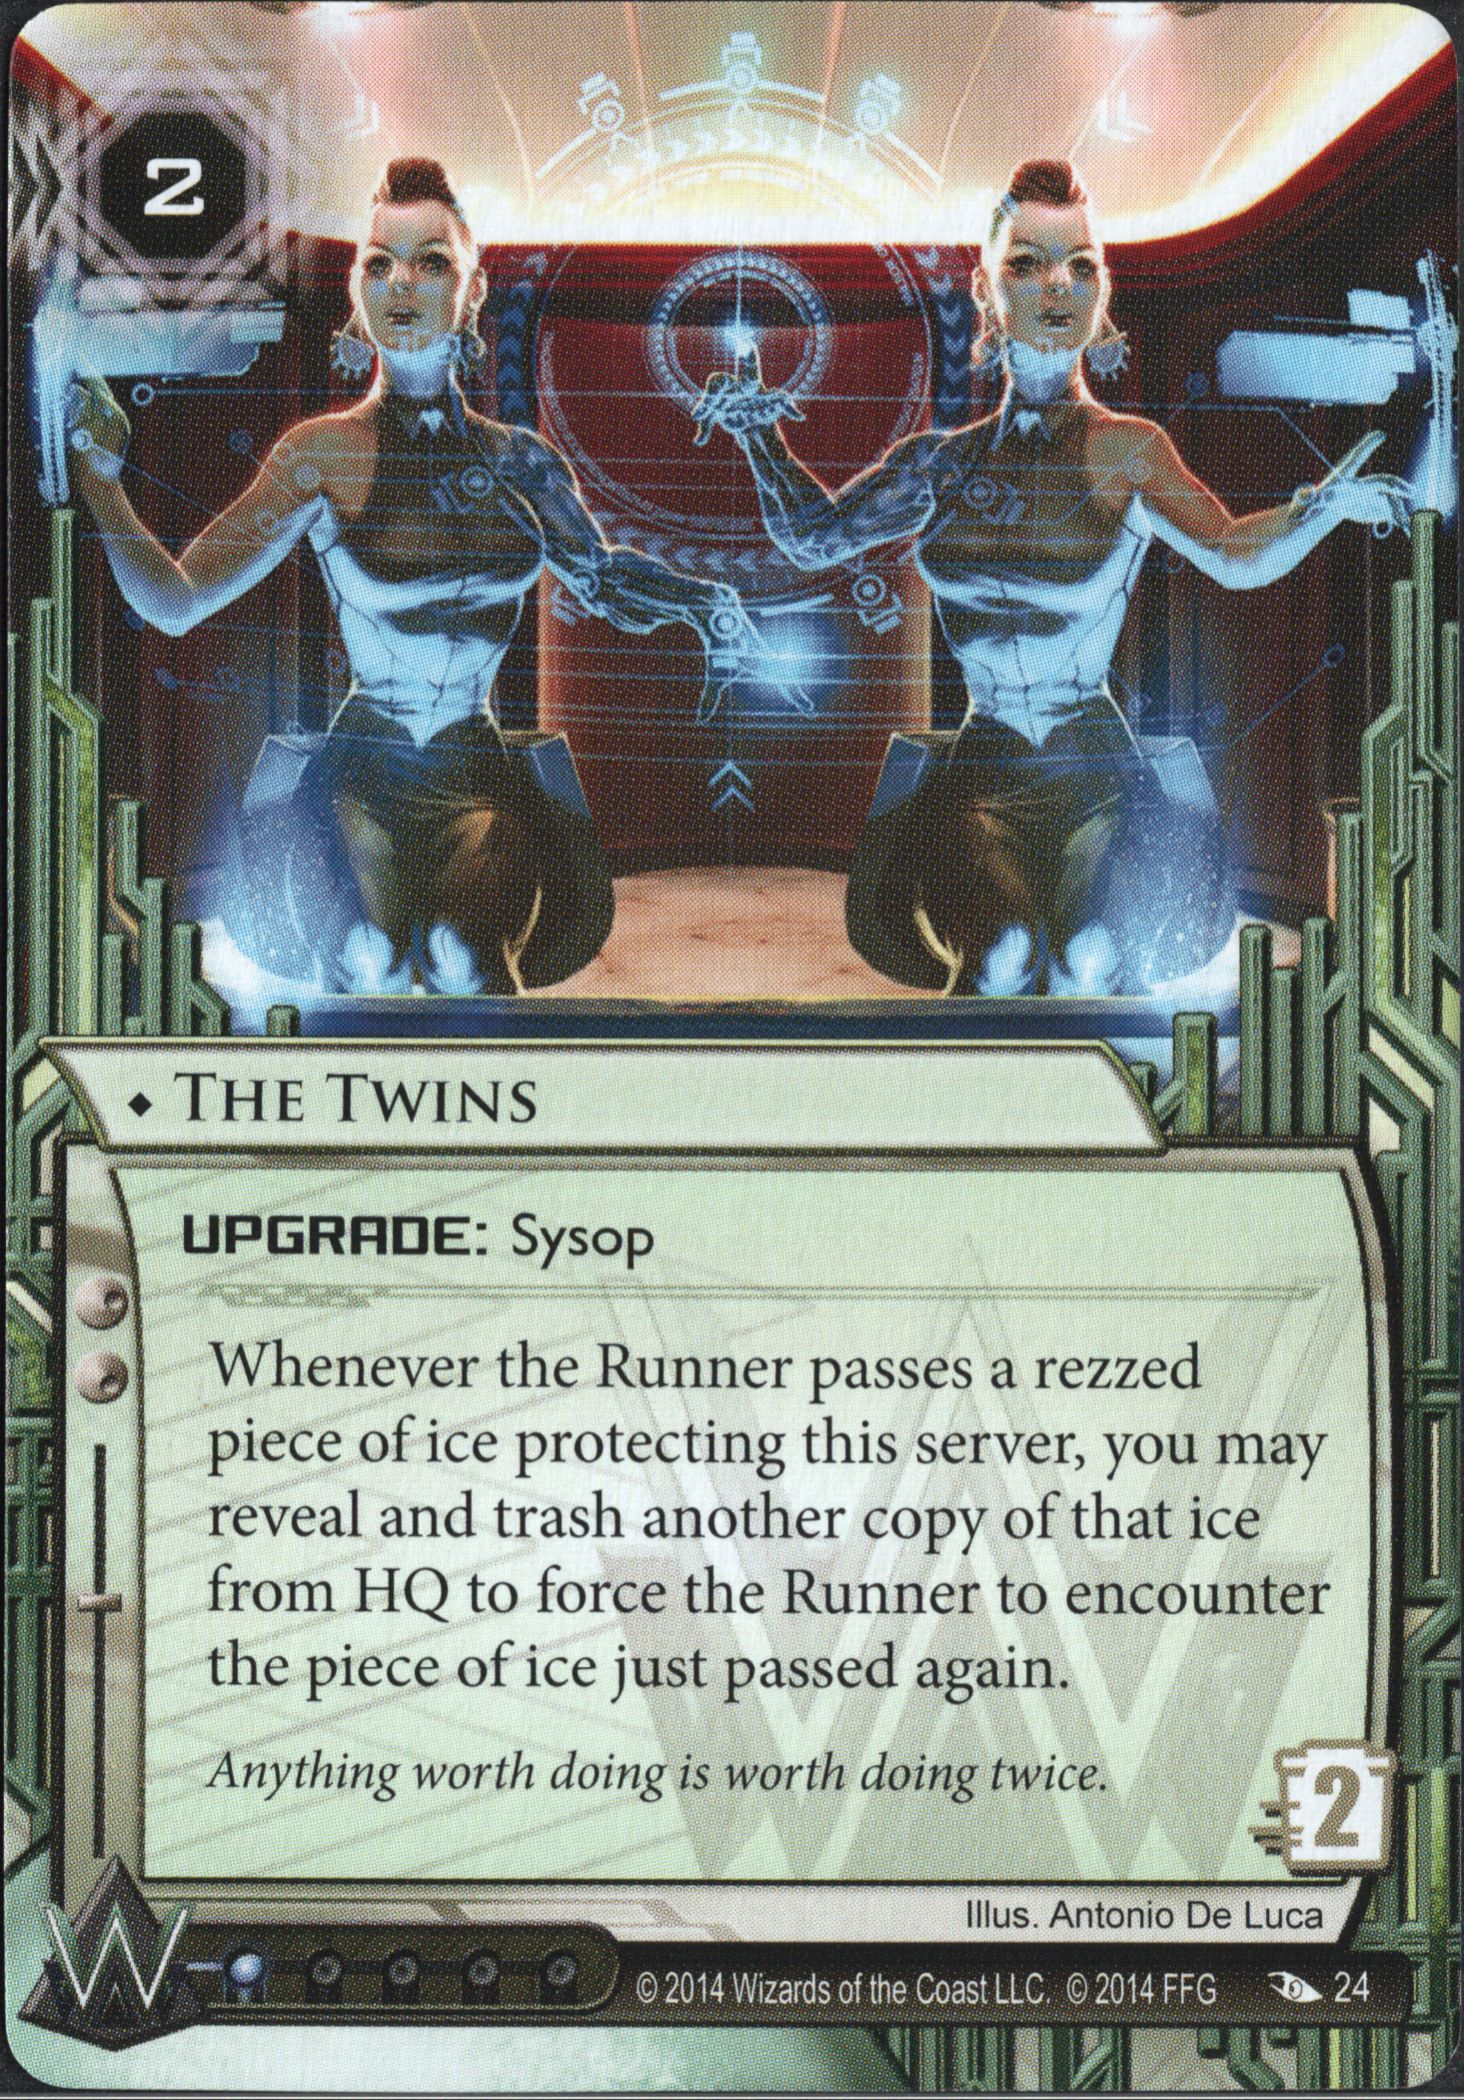 2
◆ THE TWINS
UPGRADE: Sysop
Whenever the Runner passes a rezzed
piece of ice protecting this server, you may
reveal and trash another copy of that ice
from HQ to force the Runner to encounter
the piece of ice just passed again.
Anything worth doing is worth doing twice.
2
Illus. Antonio De Luca
W
© 2014 Wizards of the Coast LLC. © 2014 FFG 24